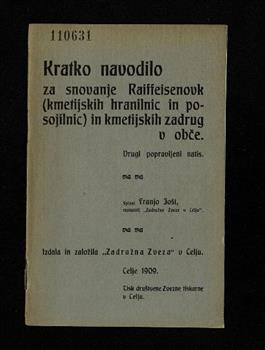 110631
Kratko navodilo
za snovanje Raiffeisenovk
(kmetijskih hranilnic in po-
sojilnic) in kmetijskih zadrug
v obče.
Drugi popravljeni natis.
Spisal Franjo Jošt,
"Zadružne Zveze v Celju".
Izdala in založila „Zadružna Zveza" v Celju.
Celje 1909.
Tisk društvene Zvezne tiskarne
v Celju.